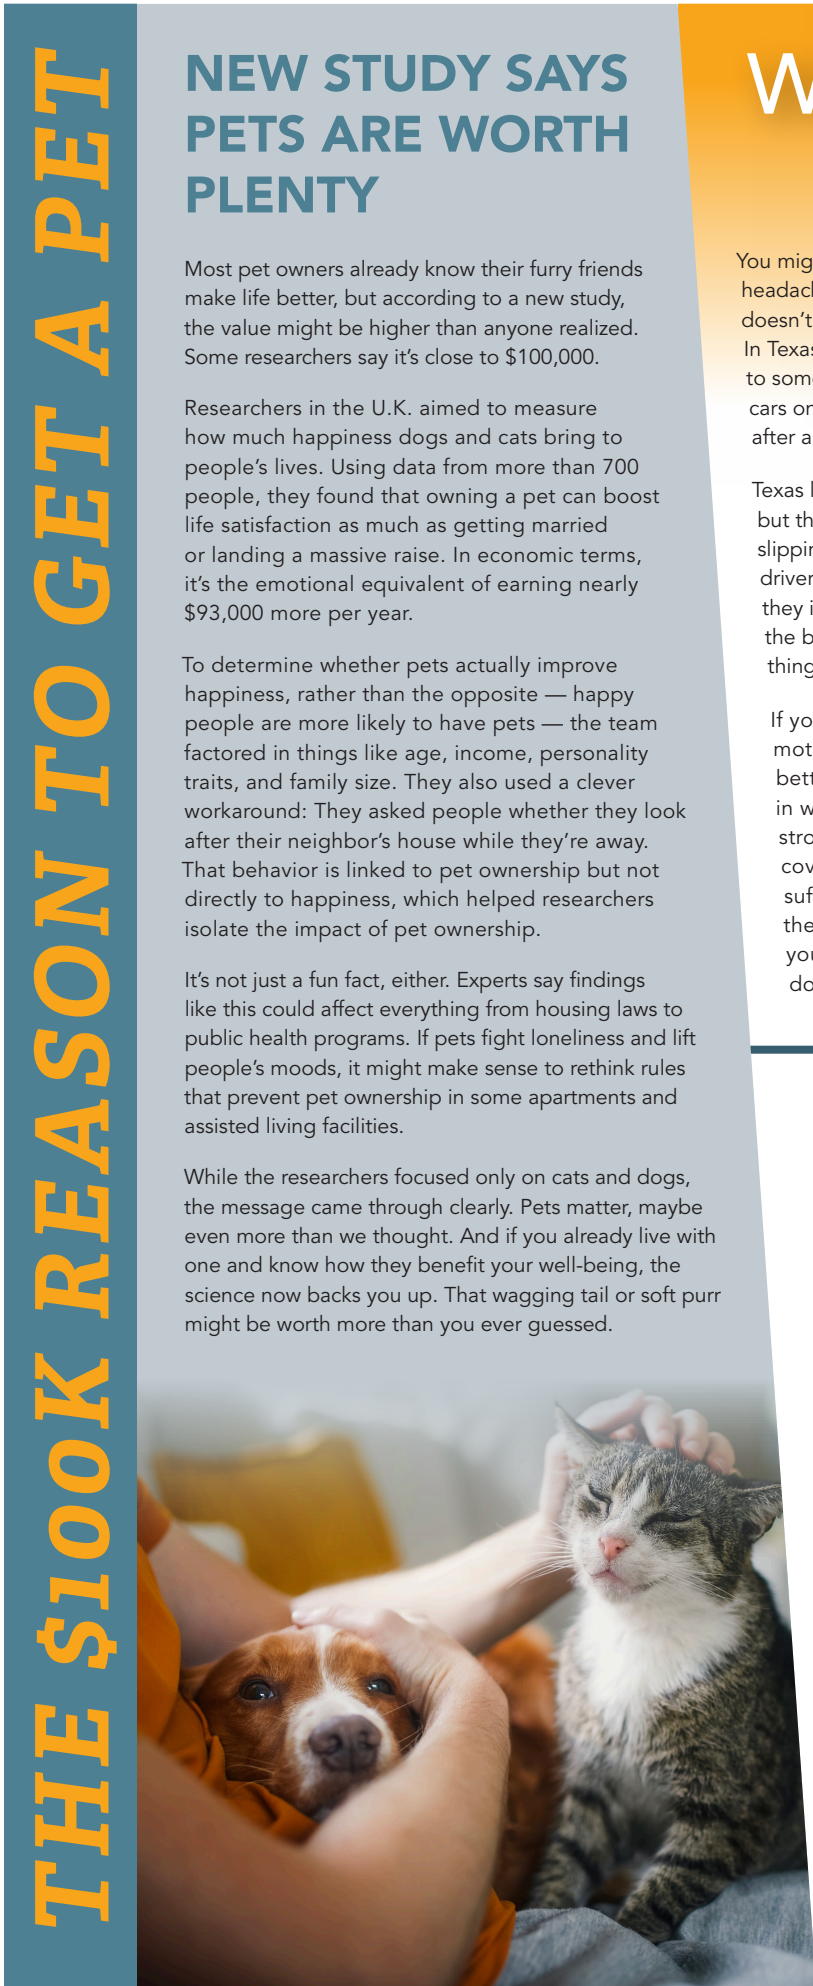 THE $100K REASON TO GET A PET
NEW STUDY SAYS
PETS ARE WORTH
PLENTY
Most pet owners already know their furry friends
make life better, but according to a new study,
the value might be higher than anyone realized.
Some researchers say it’s close to $100,000.
Researchers in the U.K. aimed to measure
how much happiness dogs and cats bring to
people’s lives. Using data from more than 700
people, they found that owning a pet can boost
life satisfaction as much as getting married
or landing a massive raise. In economic terms,
it’s the emotional equivalent of earning nearly
$93,000 more per year.
To determine whether pets actually improve
happiness, rather than the opposite — happy
people are more likely to have pets — the team
factored in things like age, income, personality
traits, and family size. They also used a clever
workaround: They asked people whether they look
after their neighbor’s house while they’re away.
That behavior is linked to pet ownership but not
directly to happiness, which helped researchers
isolate the impact of pet ownership.
It’s not just a fun fact, either. Experts say findings
like this could affect everything from housing laws to
public health programs. If pets fight loneliness and lift
people’s moods, it might make sense to rethink rules
that prevent pet ownership in some apartments and
assisted living facilities.
While the researchers focused only on cats and dogs,
the message came through clearly. Pets matter, maybe
even more than we thought. And if you already live with
one and know how they benefit your well-being, the
science now backs you up. That wagging tail or soft purr
might be worth more than you ever guessed.
You
doesn’t
In
to
cars
after a
Texas
but
the
If
in